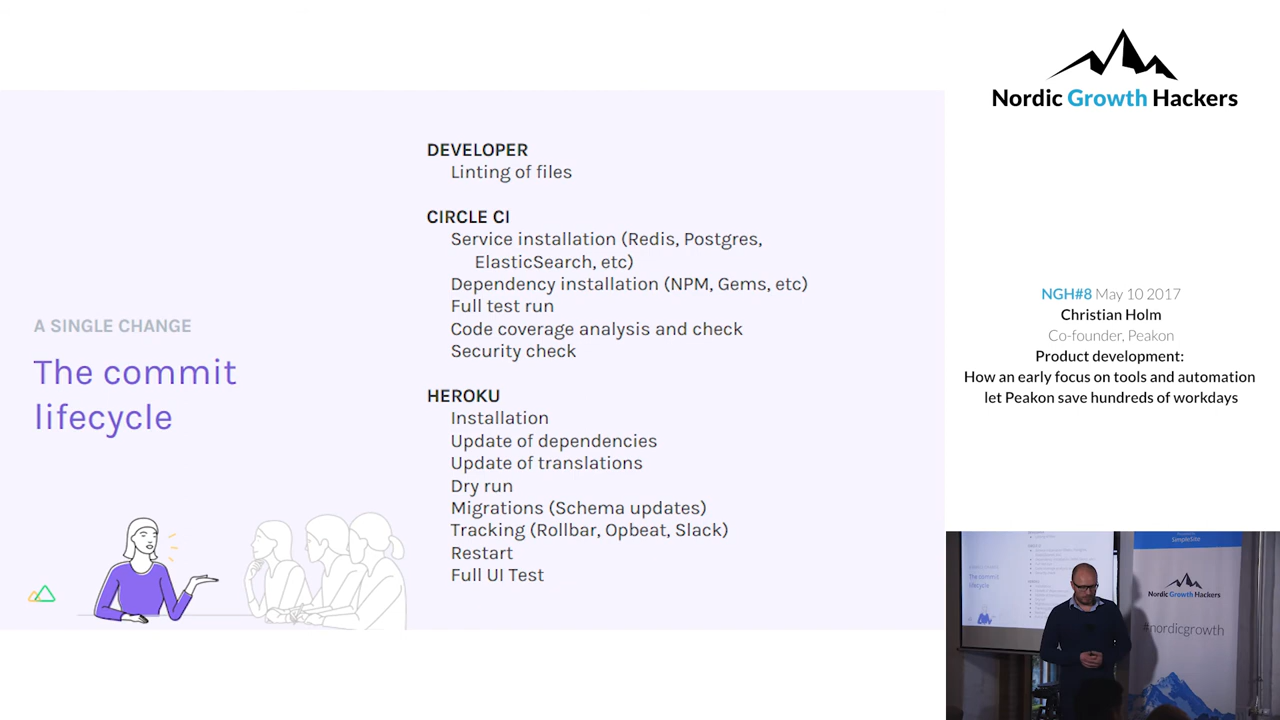 DEVELOPER
Linting of files
CIRCLE CI
Service installation (Redis, Postgres,
ElasticSearch, etc)
Dependency installation (NPM, Gems, etc)
Full test run
Code coverage analysis and check
Security check
HEROKU
Installation
Update of dependencies
Update of translations
Dry run
Migrations (Schema updates)
Tracking (Rollbar, Opbeat, Slack)
Restart
Full UI Test
A SINGLE CHANGE
The commit
lifecycle
Nordic Growth Hackers
NGH#8 May 10 2017
Christian Holm
Co-founder, Peakon
Product development:
How an early focus on tools and automation
let Peakon save hundreds of workdays
The commit
lifecycle
SimpleSite
Nordic Growth Hackers
#nordicgrowth